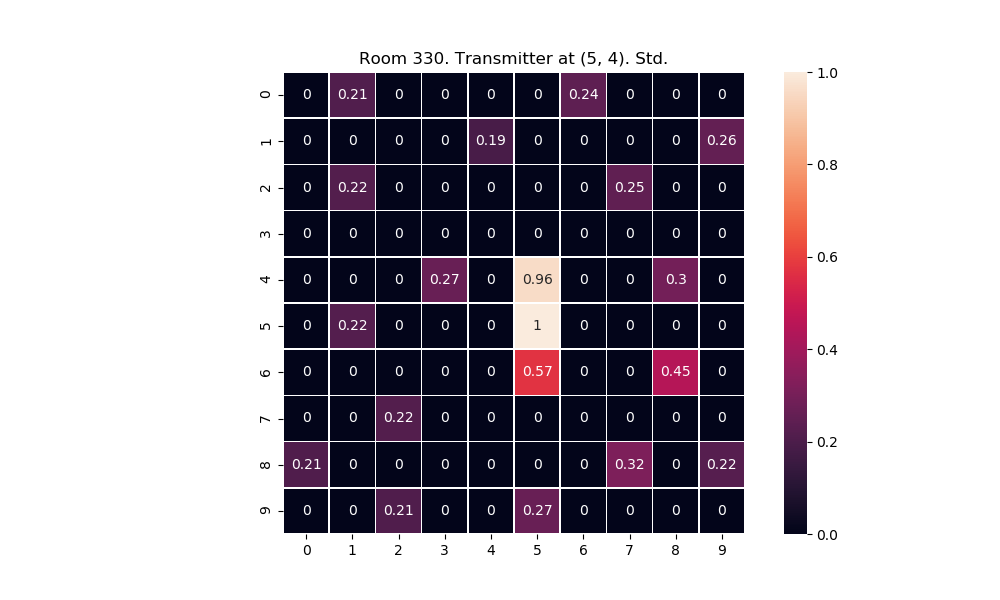 Room 330. Transmitter at (5, 4). Std.
0 0 0.21 0 0 0 0 0.24 0 0 0 1.0
1 0 0 0 0 0.19 0 0 0 0 0.26
2 0 0.22 0 0 0 0 0 0.25 0 0 0.8
3 0 0 0 0 0 0 0 0 0 0
4 0 0 0 0.27 0 0.96 0 0 0.3 0 0.6
5 0 0.22 0 0 0 1 0 0 0 0
6 0 0 0 0 0 0.57 0 0 0.45 0 0.4
7 0 0 0.22 0 0 0 0 0 0 0
8 0.21 0 0 0 0 0 0 0.32 0 0.22 0.2
9 0 0 0.21 0 0 0.27 0 0 0 0
0.0
0 1 2 3 4 5 6 7 8 9